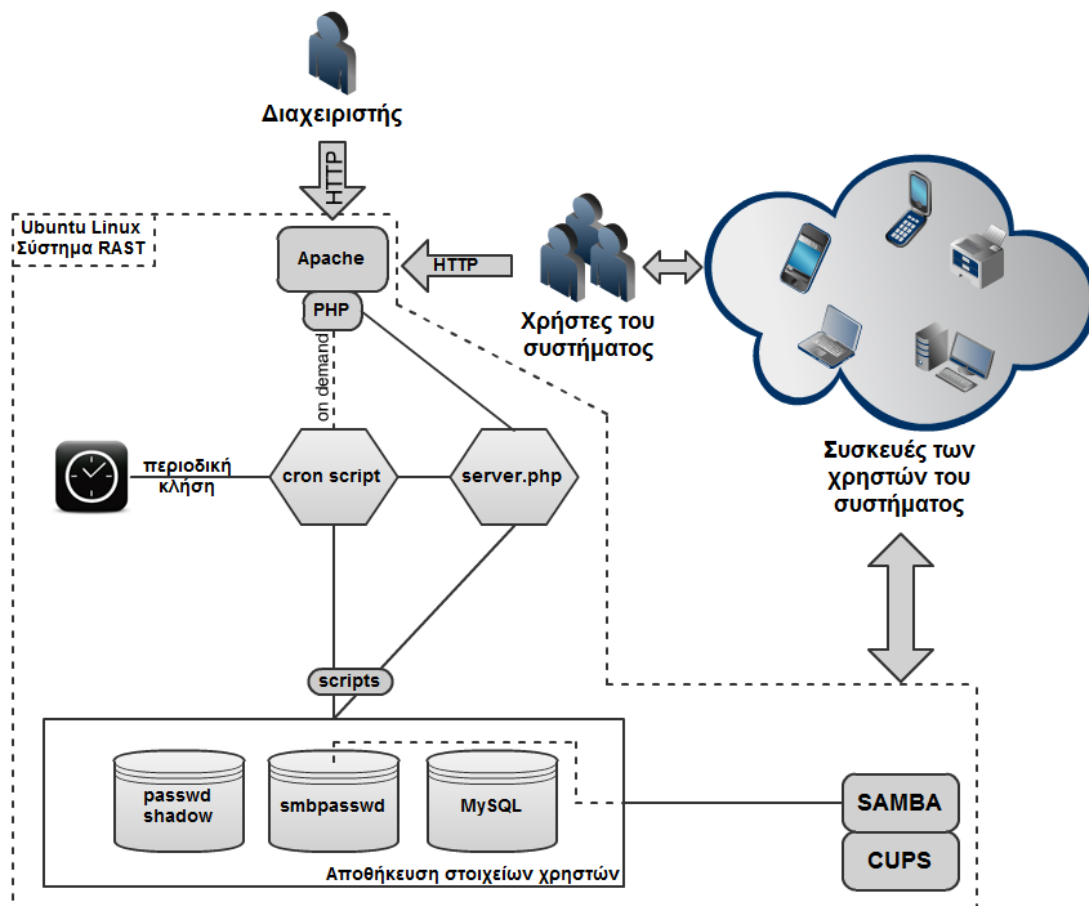 Διαχειριστής
HTTP
Ubuntu Linux
Σύστημα RAST
Apache
HTTP
PHP
Χρήστες του
συστήματος
on demand
Συσκευές των
χρηστών του
συστήματος
περιοδική
κλήση
cron script
server.php
scripts
passwd
shadow
smbpasswd
MySQL
SAMBA
CUPS
Αποθήκευση στοιχείων χρηστών